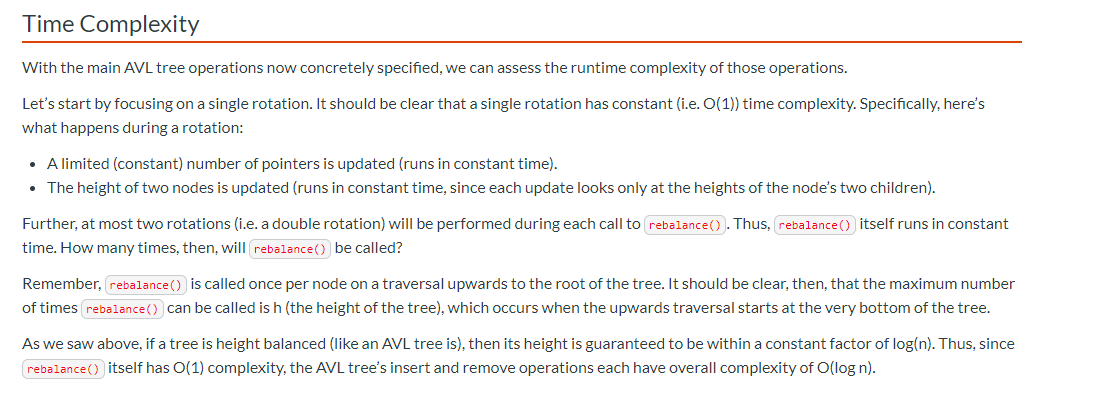 Time Complexity
With the main AVL tree operations now concretely specified, we can assess the runtime complexity of those operations.
Let’s start by focusing on a single rotation. It should be clear that a single rotation has constant (i.e. O(1)) time complexity. Specifically, here’s
what happens during a rotation:
• A limited (constant) number of pointers is updated (runs in constant time).
• The height of two nodes is updated (runs in constant time, since each update looks only at the heights of the node’s two children).
Further, at most two rotations (i.e. a double rotation) will be performed during each call to rebalance(). Thus, rebalance() itself runs in constant
time. How many times, then, will rebalance() be called?
Remember, rebalance() is called once per node on a traversal upwards to the root of the tree. It should be clear, then, that the maximum number
of times rebalance() can be called is h (the height of the tree), which occurs when the upwards traversal starts at the very bottom of the tree.
As we saw above, if a tree is height balanced (like an AVL tree is), then its height is guaranteed to be within a constant factor of log(n). Thus, since
rebalance() itself has O(1) complexity, the AVL tree’s insert and remove operations each have overall complexity of O(log n).